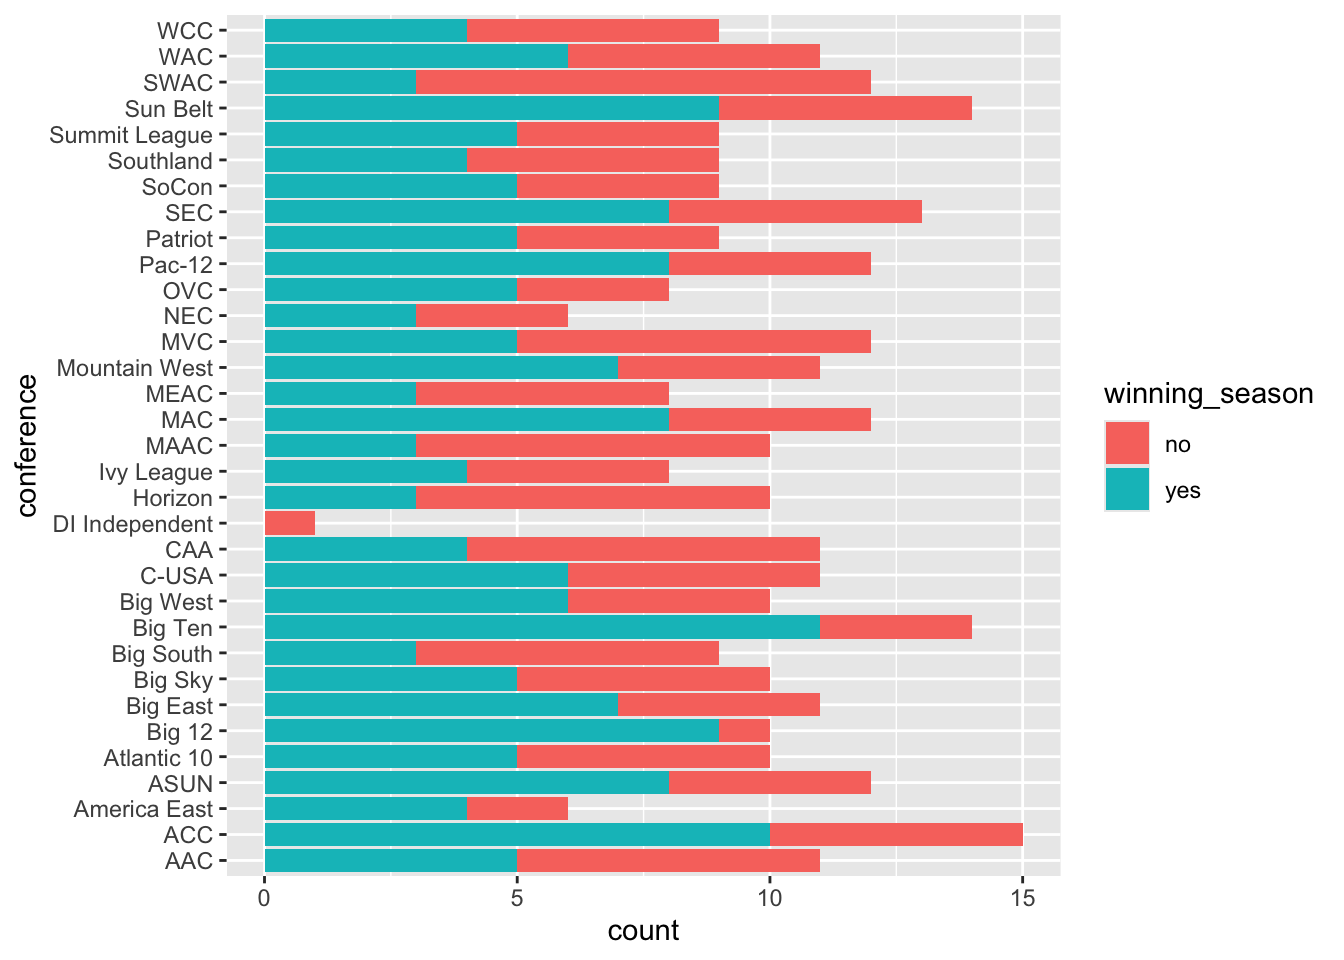 WCC
WAC
SWAC
Sun Belt
Summit League
Southland
SoCon
SEC
Patriot
Pac-12
OVC
NEC
MVC
Mountain West
MEAC
MAC
MAAC
Ivy League
Horizon
DI Independent
CAA
C-USA
Big West
Big Ten
Big South
Big Sky
Big East
Big 12
Atlantic 10
ASUN
America East
ACC
AAC
conference
0 5 10 15
count
winning_season
no
yes